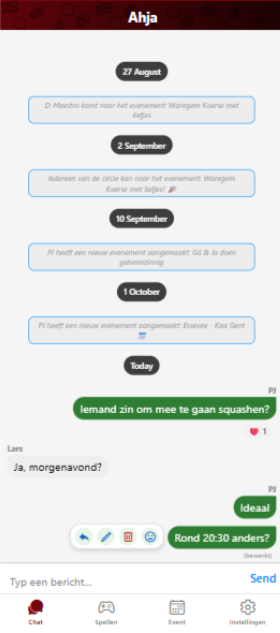 Ahja
27 August
D-Maestro komt naar het evenement: Waregem Koerse met
liefjes
2 September
Iedereen van de circle kan naar het evenement: Waregem
Koerse met liefjes! 🎉
10 September
PJ heeft een nieuw evenement aangemaakt: Gil & Jo doen
geheimzinnig
1 October
PJ heeft een nieuw evenement aangemaakt: Essevee - Kaa Gent
Today
PJ
Iemand zin om mee te gaan squashen?
❤️ 1
Lars
Ja, morgenavond?
PJ
Ideaal
Rond 20:30 anders?
(bewerkt)
Typ een bericht...
Send
Chat
Spellen
Event
Instellingen